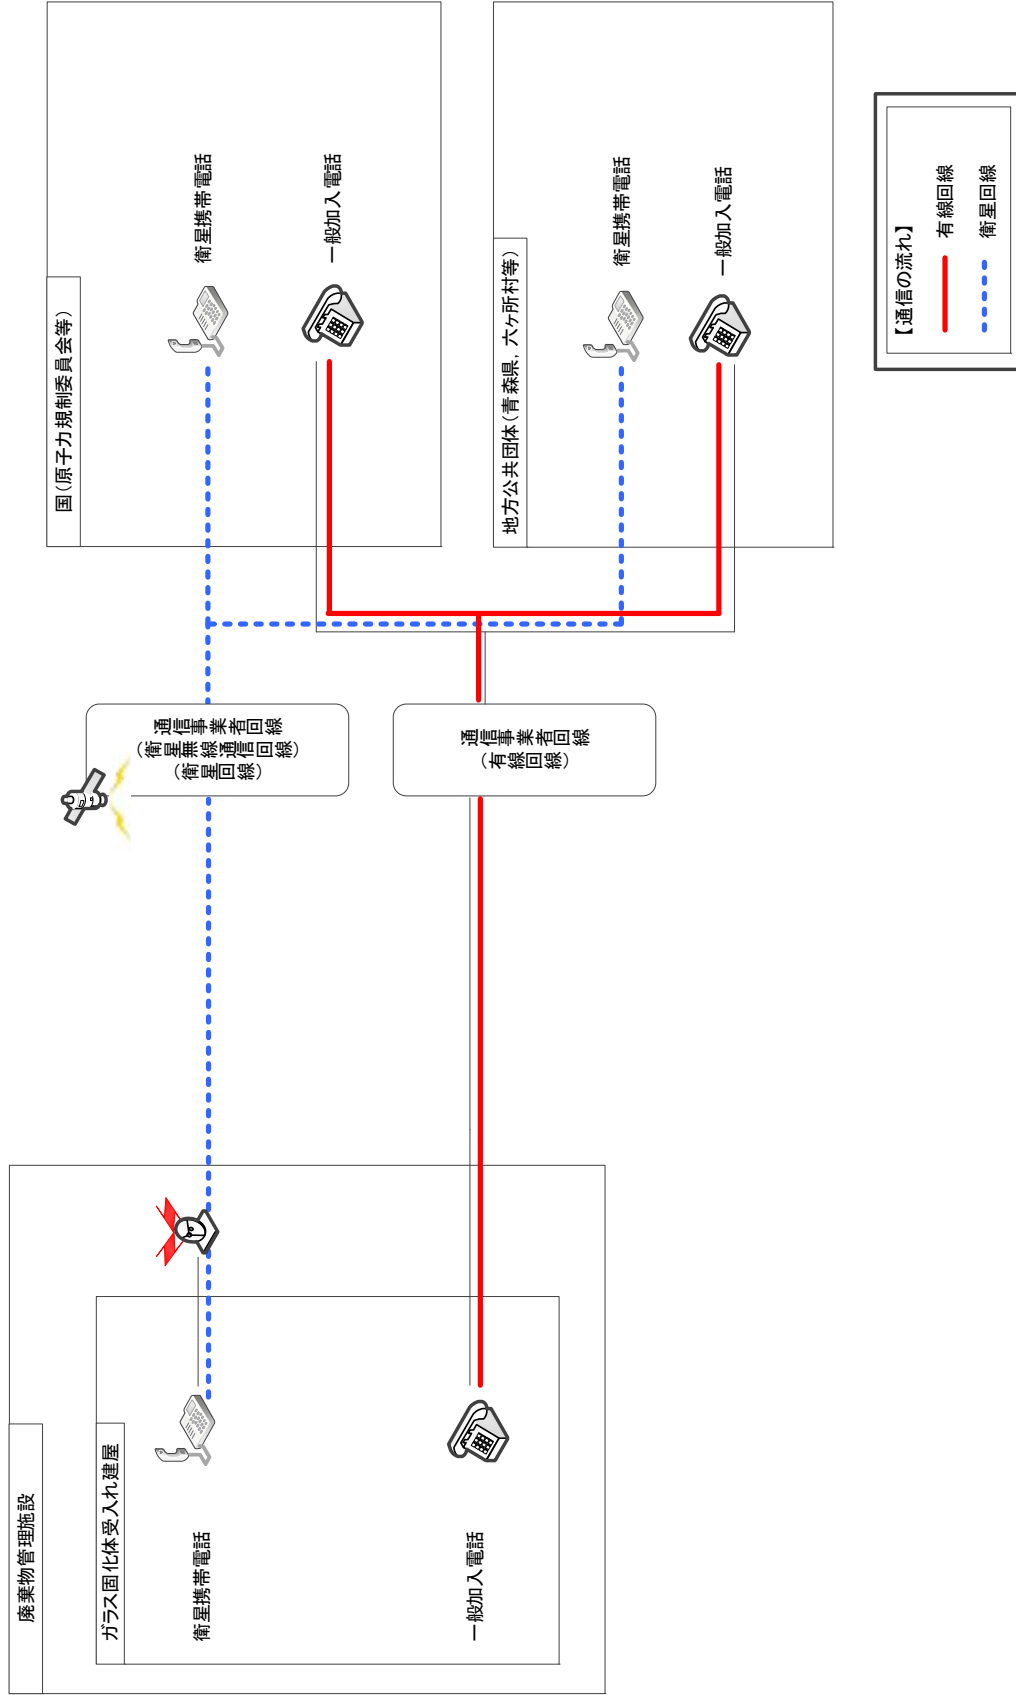 廃棄物管理施設
ガラス固化体受入れ建屋
衛星携帯電話
一般加入電話
通信事業者回線
（衛星無線通信回線）
（衛星回線）
通信事業者回線
（有線回線）
国（原子力規制委員会等）
衛星携帯電話
一般加入電話
地方公共団体（青森県，六ヶ所村等）
衛星携帯電話
一般加入電話
【通信の流れ】
有線回線
衛星回線